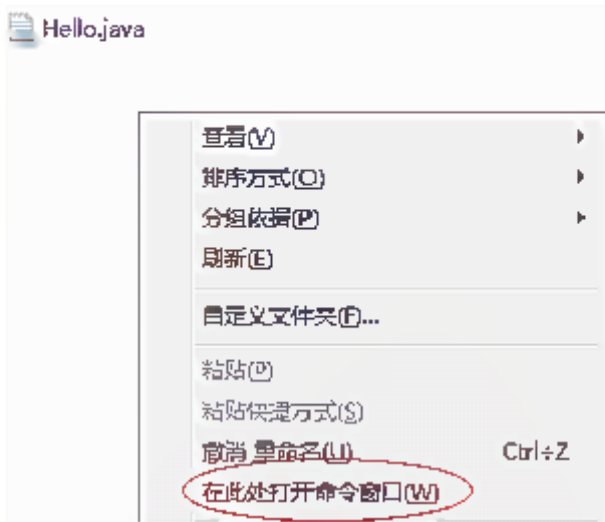 Hello.java
查看(V)
排序方式(O)
分组依据(P)
刷新(E)
自定义文件夹(F)...
粘贴(P)
粘贴快捷方式(S)
撤消 重命名(U) Ctrl+Z
在此处打开命令窗口(W)